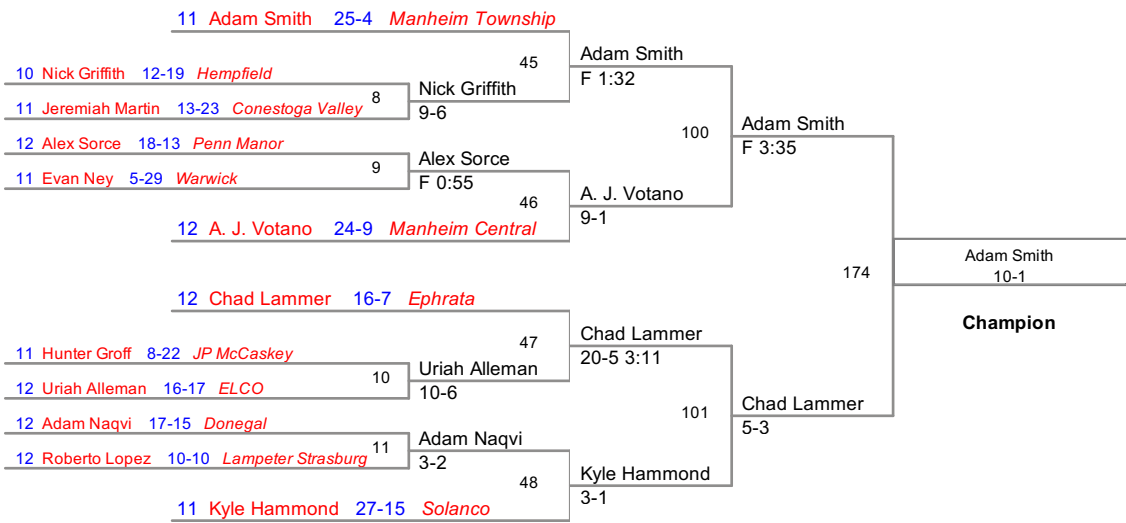 11 Adam Smith 25-4 Manheim Township
45
Adam Smith
F 1:32
10 Nick Griffith 12-19 Hempfield
8
Nick Griffith
9-6
11 Jeremiah Martin 13-23 Conestoga Valley
100
Adam Smith
F 3:35
12 Alex Sorce 18-13 Penn Manor
9
Alex Sorce
F 0:55
11 Evan Ney 5-29 Warwick
46
A. J. Votano
9-1
12 A. J. Votano 24-9 Manheim Central
174
Adam Smith
10-1
Champion
12 Chad Lammer 16-7 Ephrata
47
Chad Lammer
20-5 3:11
11 Hunter Groff 8-22 JP McCaskey
10
Uriah Alleman
10-6
12 Uriah Alleman 16-17 ELCO
101
Chad Lammer
5-3
12 Adam Naqvi 17-15 Donegal
11
Adam Naqvi
3-2
12 Roberto Lopez 10-10 Lampeter Strasburg
48
Kyle Hammond
3-1
11 Kyle Hammond 27-15 Solanco